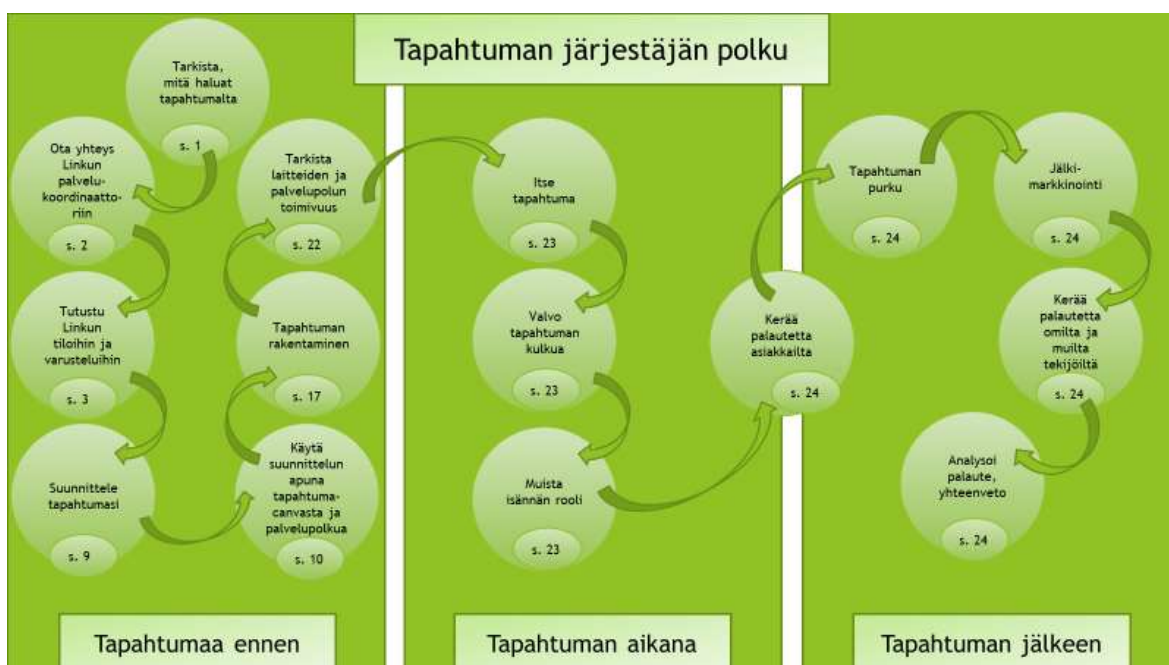 Tapahtuman järjestäjän polku
Tarkista,
mitä haluat
tapahtumalta
s. 1
Ota yhteys
Linkun
palvelu-
koordinaatto-
riin
s. 2
Tutustu
Linkun
tiloihin ja
varusteluihin
s. 3
Suunnittele
tapahtumasi
s. 9
Käytä
suunnittelun
apuna
tapahtuma-
canvasta ja
palvelupolkua
s. 10
Tapahtuman
rakentaminen
s. 17
Tarkista
laitteiden ja
palvelupolun
toimivuus
s. 22
Tapahtumaa ennen
Itse
tapahtuma
s. 23
Valvo
tapahtuman
kulkua
s. 23
Muista
isännän rooli
s. 23
Kerää
palautetta
asiakkailta
s. 24
Tapahtuman aikana
Tapahtuman
purku
s. 24
Jälki-
markkinointi
s. 24
Kerää
palautetta
omilta ja
muilta
tekijöiltä
s. 24
Analysoi
palaute,
yhteenveto
s. 24
Tapahtuman jälkeen